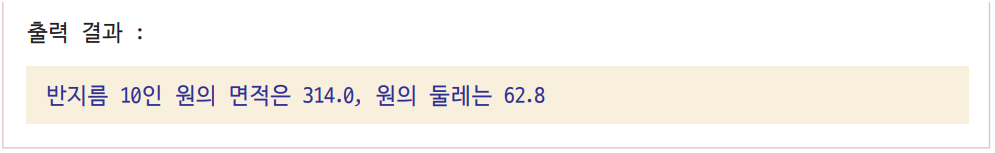 출력 결과 :
반지름 10인 원의 면적은 314.0, 원의 둘레는 62.8